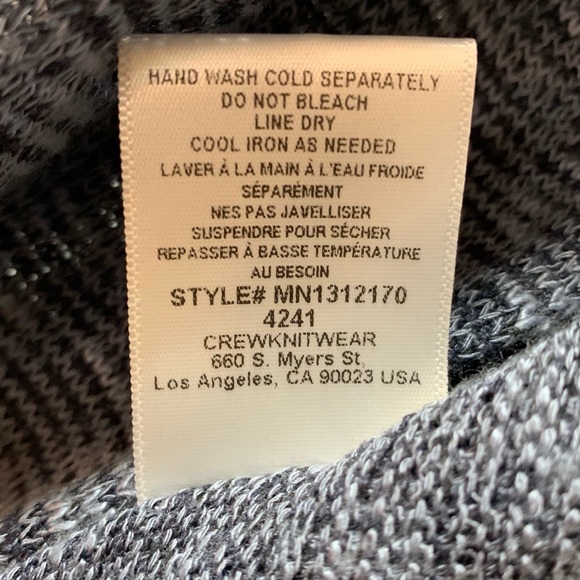 HAND WASH COLD SEPARATELY
DO NOT BLEACH
LINE DRY
COOL IRON AS NEEDED
LAVER À LA MAIN À L'EAU FROIDE
SÉPARÉMENT
NES PAS JAVELLISER
SUSPENDRE POUR SÉCHER
REPASSER À BASSE TEMPÉRATURE
AU BESOIN
STYLE# MN1312170
4241
CREWKNITWEAR
660 S. Myers St.
Los Angeles, CA 90023 USA